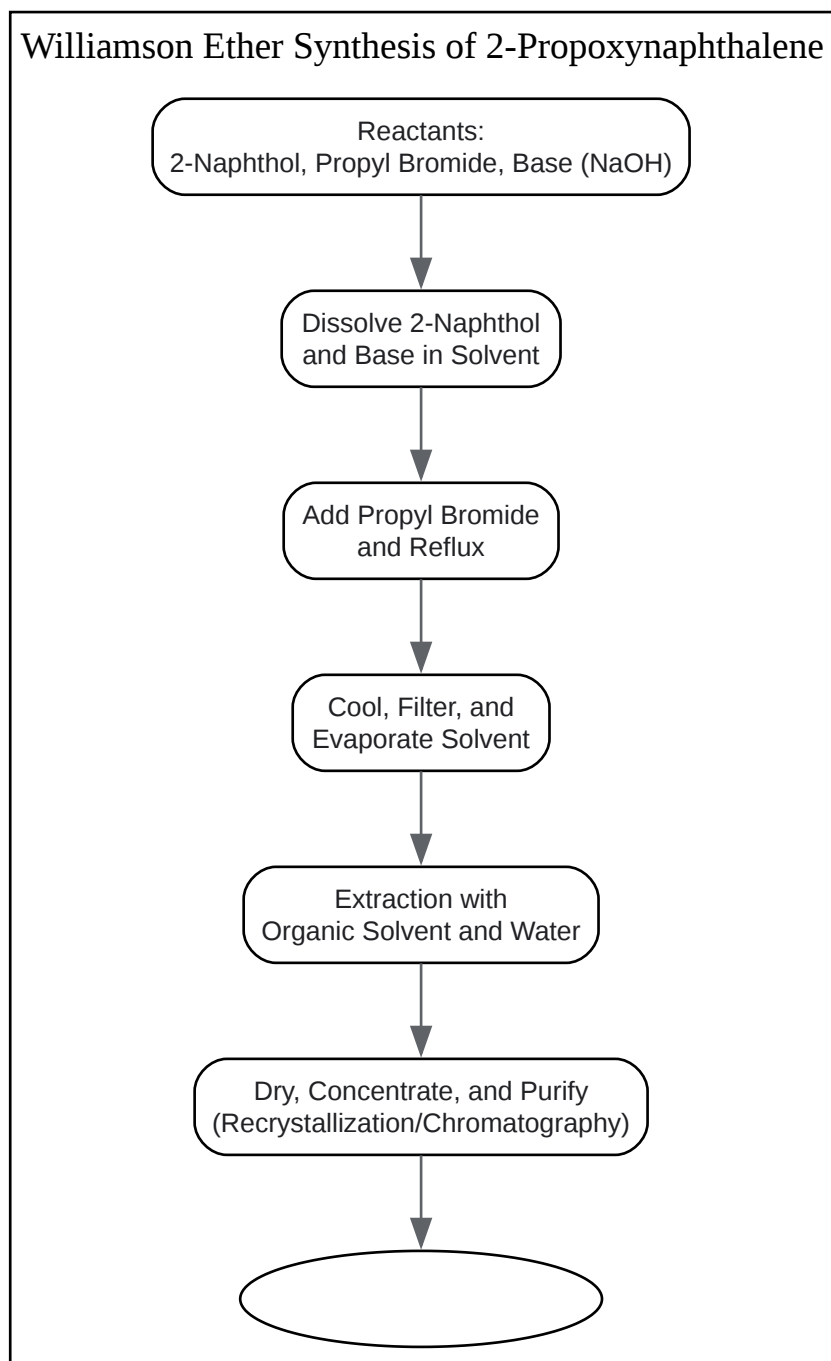 Williamson Ether Synthesis of 2-Propoxynaphthalene
Reactants:
2-Naphthol, Propyl Bromide, Base (NaOH)
Dissolve 2-Naphthol
and Base in Solvent
Add Propyl Bromide
and Reflux
Cool, Filter, and
Evaporate Solvent
Extraction with
Organic Solvent and Water
Dry, Concentrate, and Purify
(Recrystallization/Chromatography)